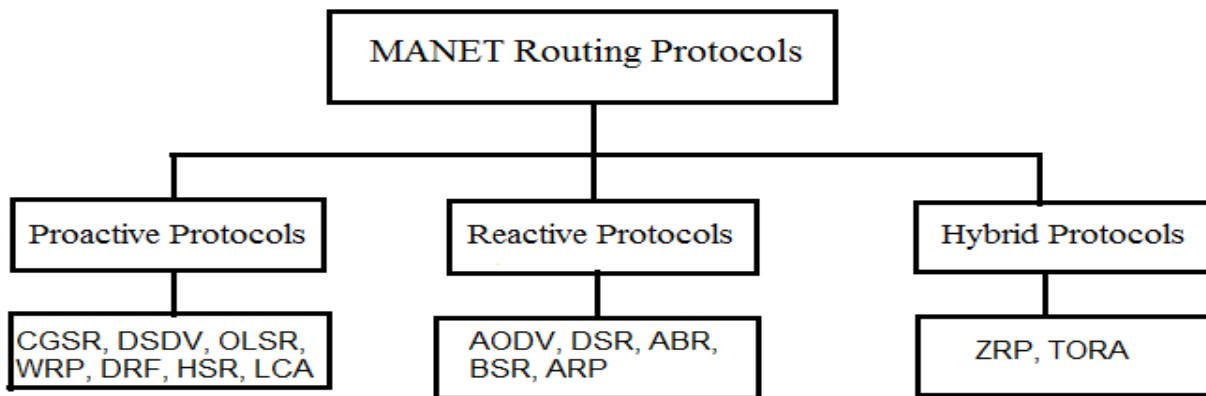 MANET Routing Protocols
Proactive Protocols
Reactive Protocols
Hybrid Protocols
CGSR, DSDV, OLSR,
WRP, DRF, HSR, LCA
AODV, DSR, ABR,
BSR, ARP
ZRP, TORA